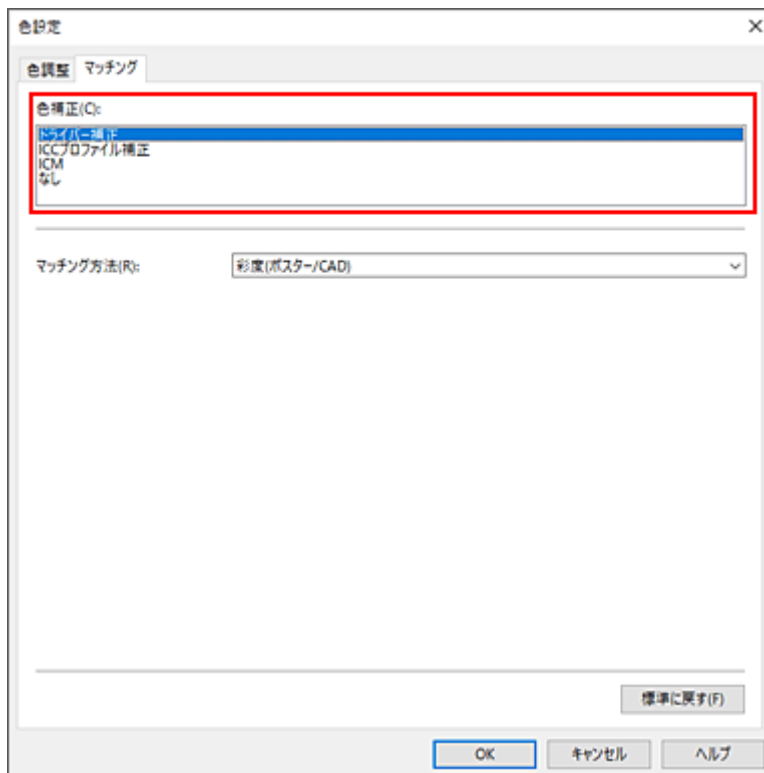 色設定
色調整 マッチング
色補正(C):
ドライバー補正
ICCプロファイル補正
ICM
なし
マッチング方法(R): 彩度(ポスター/CAD)
標準に戻す(F)
OK キャンセル ヘルプ